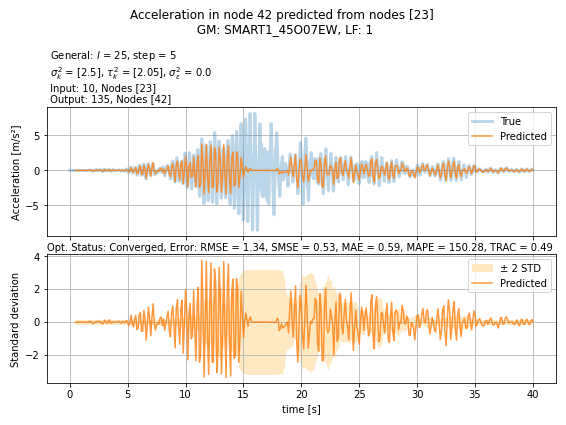 Acceleration in node 42 predicted from nodes [23]
GM: SMART1_45O07EW, LF: 1
General: l = 25, step = 5
σ²ₖ = [2.5], τ²ₖ = [2.05], σ²ε = 0.0
Input: 10, Nodes [23]
Output: 135, Nodes [42]
Acceleration [m/s²]
5
0
−5
True
Predicted
Opt. Status: Converged, Error: RMSE = 1.34, SMSE = 0.53, MAE = 0.59, MAPE = 150.28, TRAC = 0.49
Standard deviation
4
2
0
−2
± 2 STD
Predicted
0 5 10 15 20 25 30 35 40
time [s]